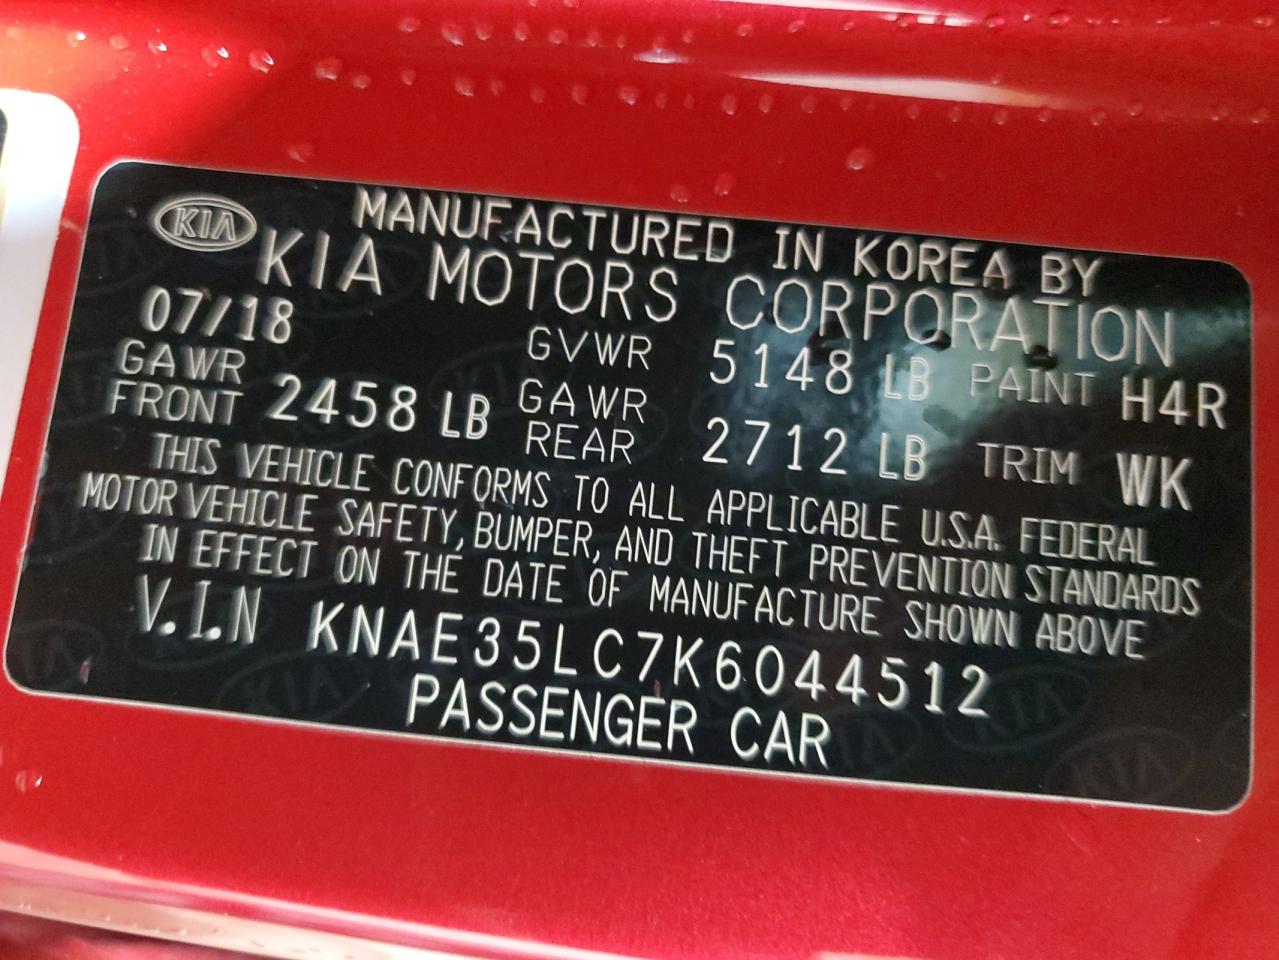 KIA
MANUFACTURED IN KOREA BY
KIA MOTORS CORPORATION
07/18 GVWR 5148 LB PAINT H4R
GAWR FRONT 2458 LB GAWR REAR 2712 LB TRIM WK
THIS VEHICLE CONFORMS TO ALL APPLICABLE U.S.A. FEDERAL
MOTOR VEHICLE SAFETY, BUMPER, AND THEFT PREVENTION STANDARDS
IN EFFECT ON THE DATE OF MANUFACTURE SHOWN ABOVE
V.I.N KNAE35LC7K6044512
PASSENGER CAR